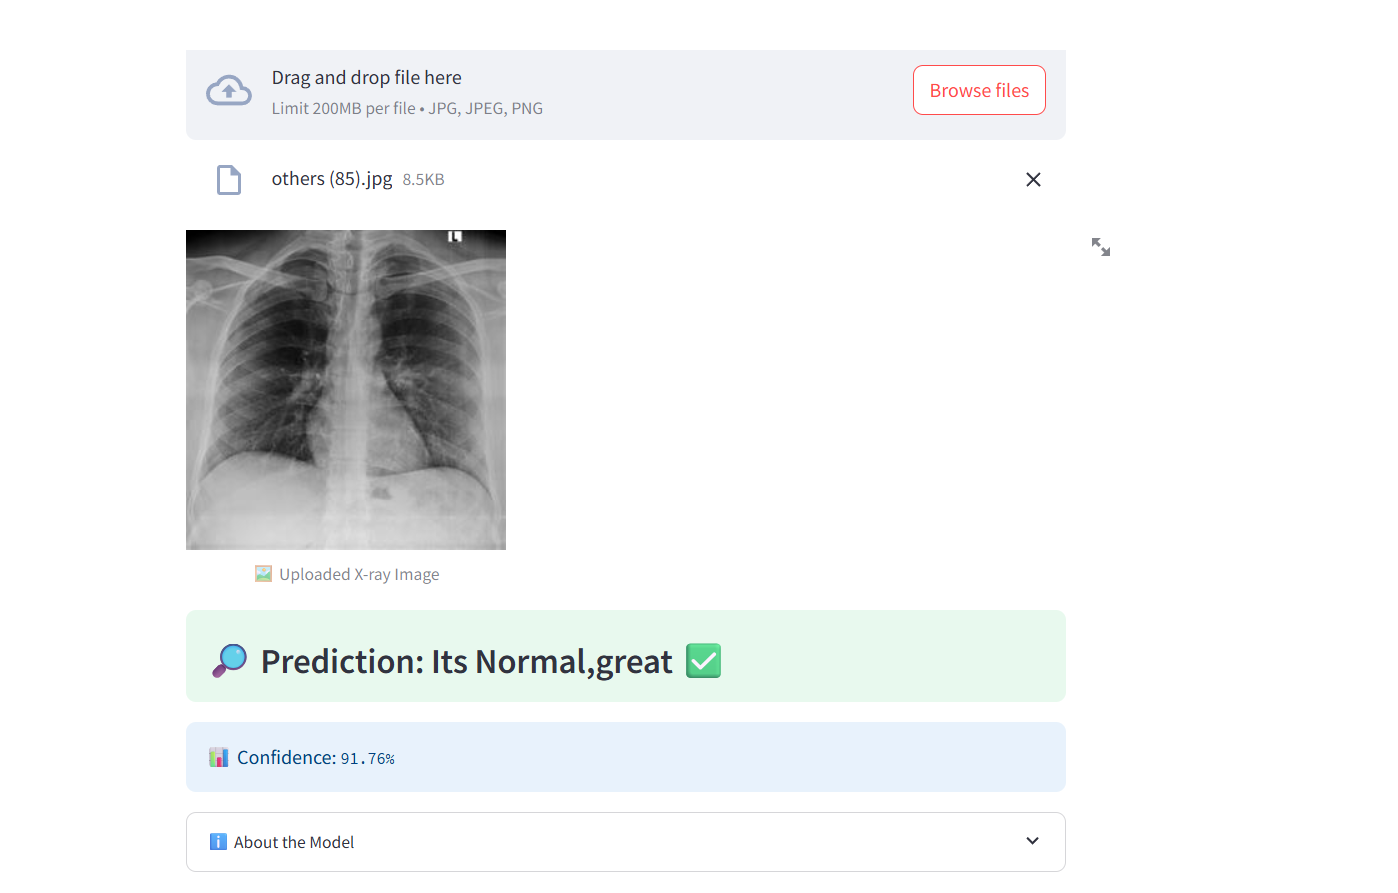 Drag and drop file here
Limit 200MB per file • JPG, JPEG, PNG
Browse files
others (85).jpg 8.5KB
L
Uploaded X-ray Image
Prediction: Its Normal,great
Confidence: 91.76%
About the Model